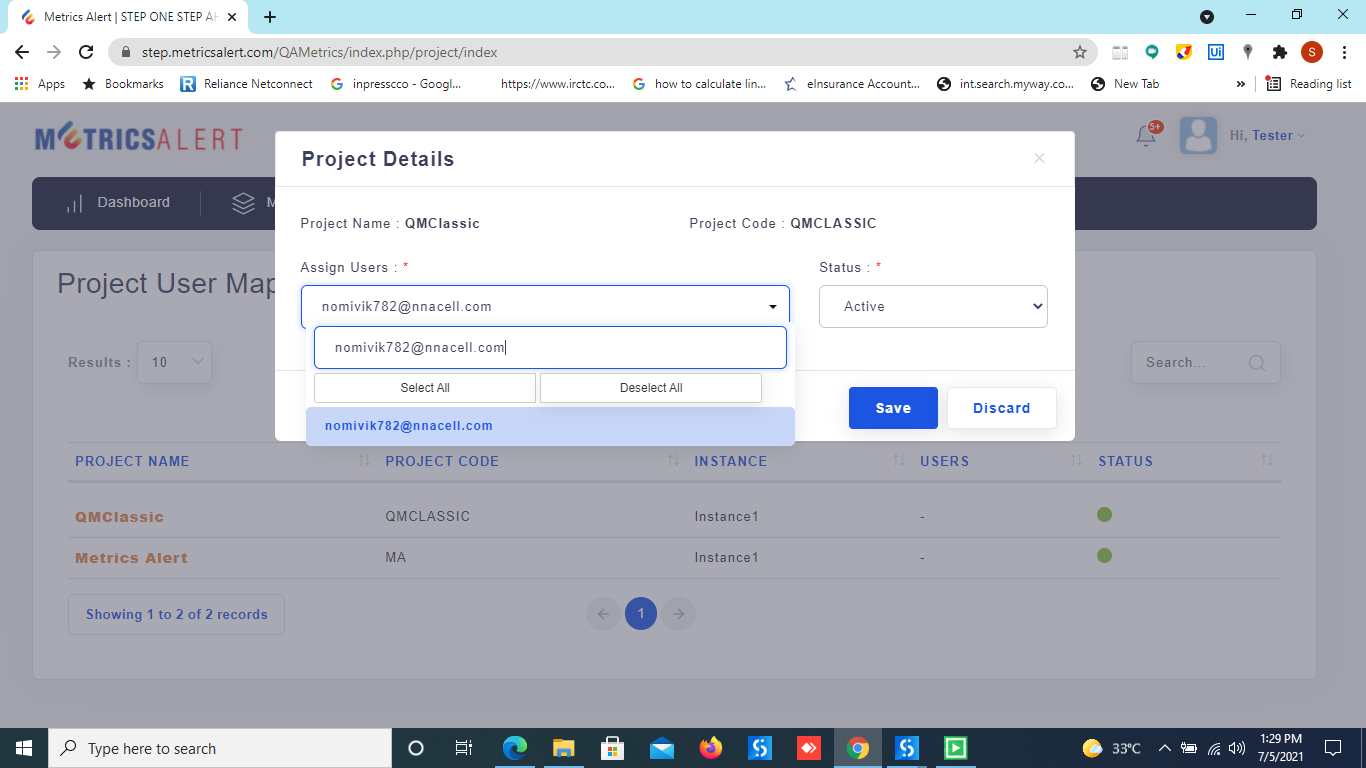 Metrics Alert | STEP ONE STEP AH
step.metricsalert.com/QAMetrics/index.php/project/index
S
Apps
Bookmarks
Reliance Netconnect
inpresscco - Googl...
https://www.irctc.co...
how to calculate lin...
eInsurance Account...
int.search.myway.co...
New Tab
»
Reading list
METRICSALERT
5+
Hi, Tester
Dashboard
M
Project Details
×
Project Name : QMClassic
Project Code : QMCLASSIC
Assign Users : *
Status : *
nomivik782@nnacell.com
Active
nomivik782@nnacell.com
Select All
Deselect All
nomivik782@nnacell.com
Save
Discard
Project User Map
Results :
10
Search...
PROJECT NAME
PROJECT CODE
INSTANCE
USERS
STATUS
QMClassic
QMCLASSIC
Instance1
-
Metrics Alert
MA
Instance1
-
Showing 1 to 2 of 2 records
1
Type here to search
33°C
1:29 PM
7/5/2021